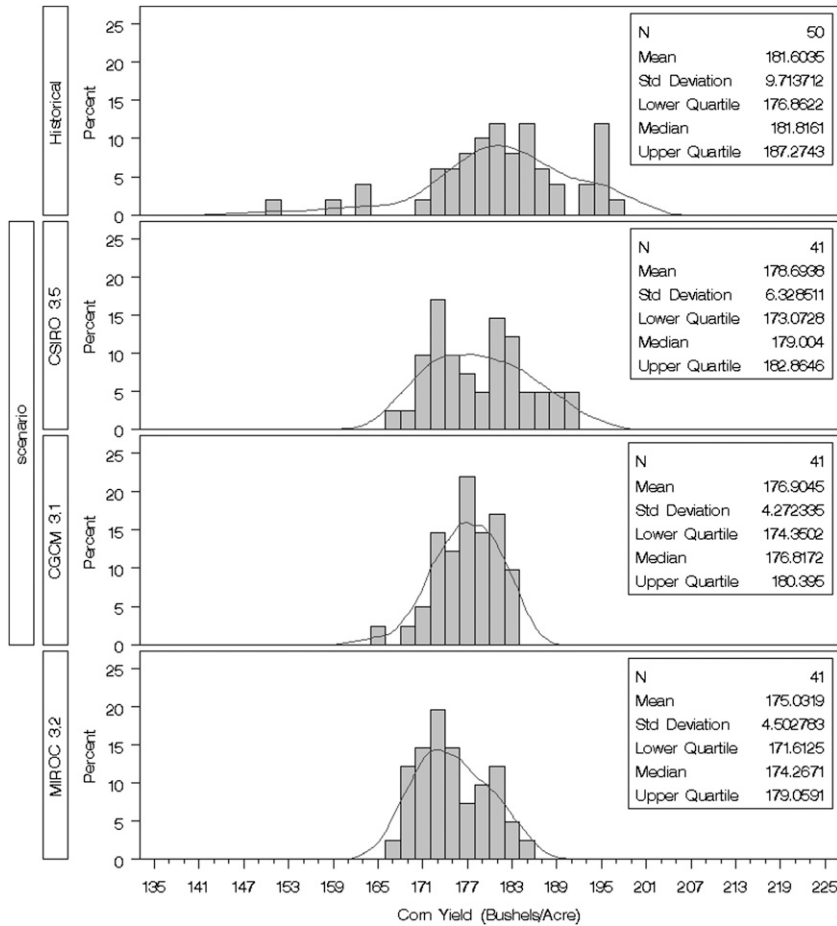 scenario
Historical
Percent
25
20
15
10
5
0
N 50
Mean 181.6035
Std Deviation 9.713712
Lower Quartile 176.8622
Median 181.8161
Upper Quartile 187.2743
CSIRO 3.5
Percent
25
20
15
10
5
0
N 41
Mean 178.6938
Std Deviation 6.328511
Lower Quartile 173.0728
Median 179.004
Upper Quartile 182.8646
CGCM 3.1
Percent
25
20
15
10
5
0
N 41
Mean 176.9045
Std Deviation 4.272335
Lower Quartile 174.3502
Median 176.8172
Upper Quartile 180.395
MIROC 3.2
Percent
25
20
15
10
5
0
N 41
Mean 175.0319
Std Deviation 4.502783
Lower Quartile 171.6125
Median 174.2671
Upper Quartile 179.0591
135 141 147 153 159 165 171 177 183 189 195 201 207 213 219 225
Corn Yield (Bushels/Acre)